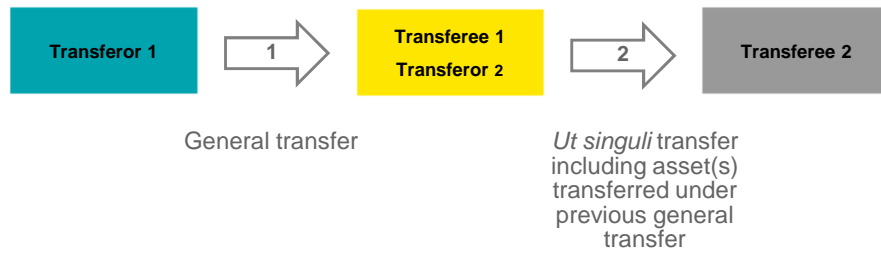 Transferor 1
1
Transferee 1
Transferor 2
2
Transferee 2
General transfer
Ut singuli transfer
including asset(s)
transferred under
previous general
transfer